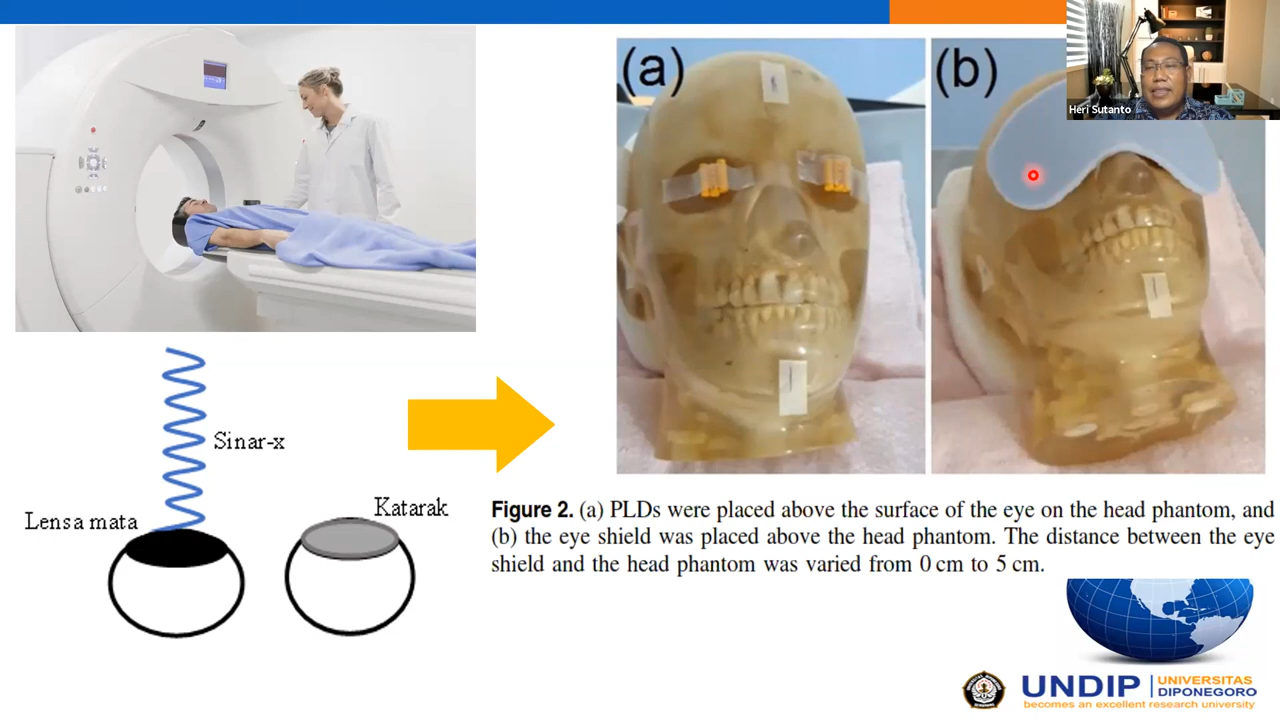 (a)
(b)
Heri Sutanto
Sinar-x
Lensa mata
Katarak
Figure 2. (a) PLDs were placed above the surface of the eye on the head phantom, and
(b) the eye shield was placed above the head phantom. The distance between the eye
shield and the head phantom was varied from 0 cm to 5 cm.
UNDIP
UNIVERSITAS
DIPONEGORO
becomes an excellent research university